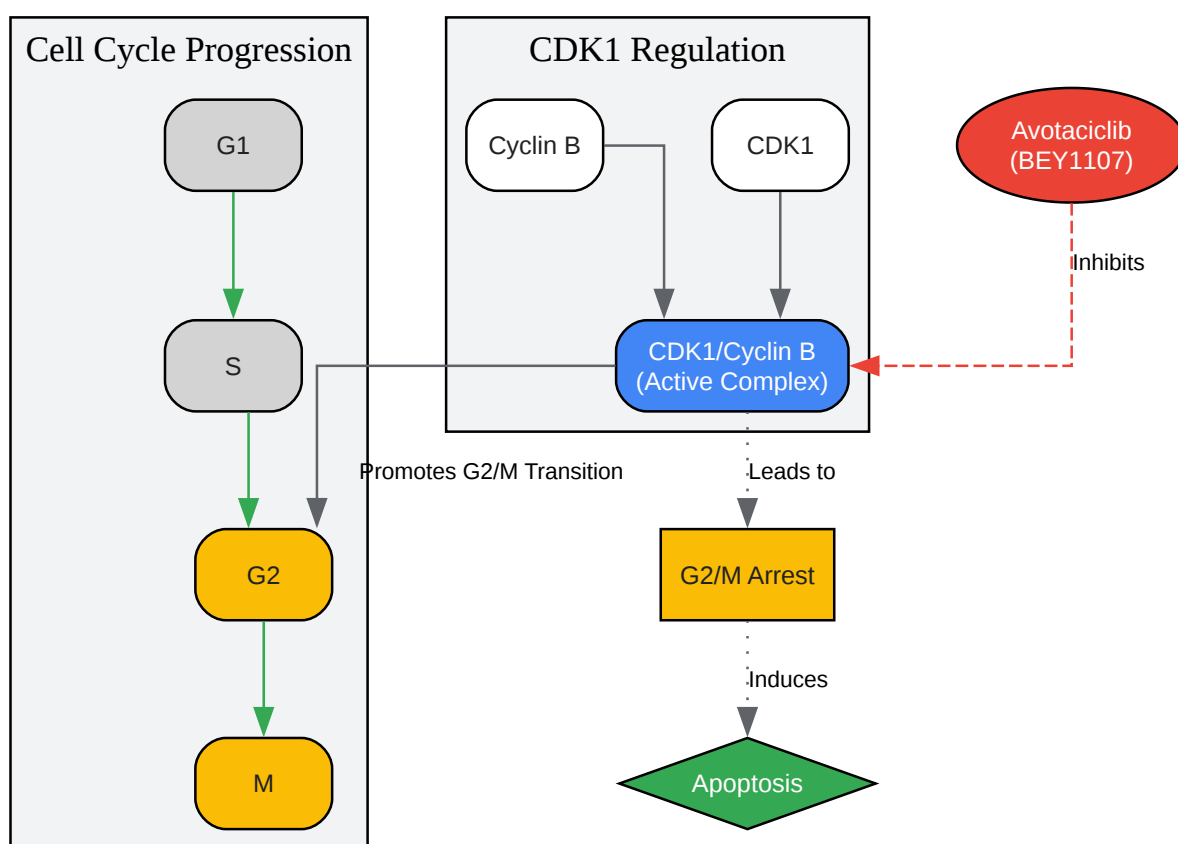 Cell Cycle Progression
CDK1 Regulation
G1
Cyclin B
CDK1
Avotaciclib
(BEY1107)
Inhibits
S
CDK1/Cyclin B
(Active Complex)
Promotes G2/M Transition
Leads to
G2
G2/M Arrest
Induces
M
Apoptosis